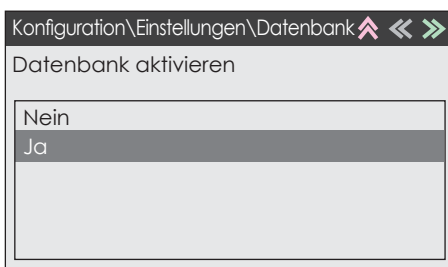 Konfiguration\Einstellungen\Datenbank
Datenbank aktivieren
Nein
Ja